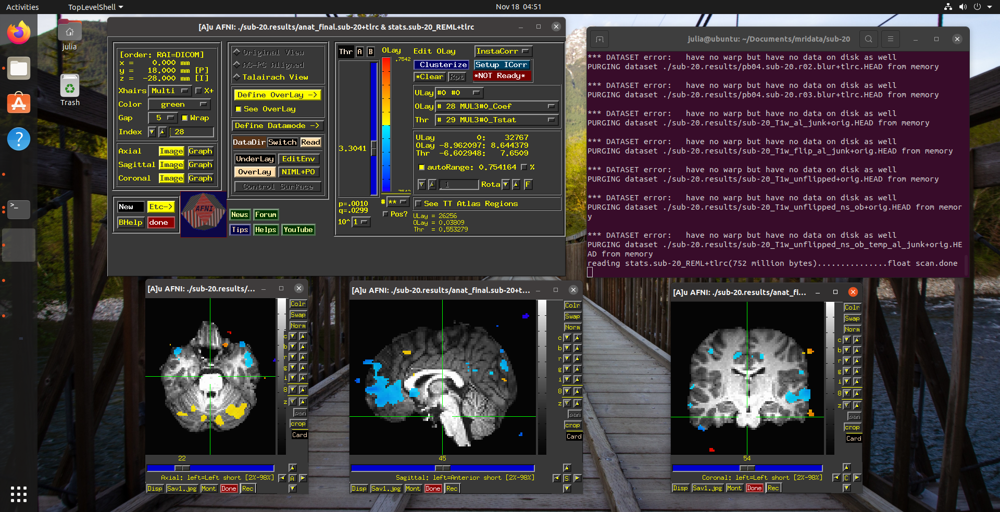 Activities
TopLevelShell
Nov 18 04:51
julia
Trash
[A]u AFNI: ./sub-20.results/anat_final.sub-20+tlrc & stats.sub-20_REML+tlrc
[order: RAI=DICOM]
x = 0.000 mm
y = 18.000 mm [P]
z = -28.000 mm [I]
Xhairs Multi X+
Color green
Gap 5 Wrap
Index 28
Axial Image Graph
Sagittal Image Graph
Coronal Image Graph
New Etc->
BHelp done
AFNI
Original View
AC-PC Aligned
Talairach View
Define OverLay ->
See OverLay
Define Datamode ->
DataDir Switch Read
UnderLay EditEnv
OverLay NIML+PO
Control Surface
News Forum
Tips Helps YouTube
Thr A B OLay
.7542
3.3041
-.7542
p=.0010
q=.0299
10^ 1
# **
Pos?
Edit OLay InstaCorr
Clusterize Setup ICorr
*Clear Rpt *NOT Ready*
ULay #0 #0
OLay # 28 MUL3#0_Coef
Thr # 29 MUL3#0_Tstat
ULay 0: 32767
OLay -8.962097: 8.644379
Thr -6.602948: 7.6509
autoRange: 0.754164 %
1 Rota F
See TT Atlas Regions
ULay = 26256
OLay = 0.03809
Thr = 0.553279
julia@ubuntu: ~/Documents/mridata/sub-20
*** DATASET error: have no warp but have no data on disk as well
PURGING dataset ./sub-20.results/pb04.sub-20.r02.blur+tlrc.HEAD from memory
*** DATASET error: have no warp but have no data on disk as well
PURGING dataset ./sub-20.results/pb04.sub-20.r03.blur+tlrc.HEAD from memory
*** DATASET error: have no warp but have no data on disk as well
PURGING dataset ./sub-20.results/sub-20_T1w_al_junk+orig.HEAD from memory
*** DATASET error: have no warp but have no data on disk as well
PURGING dataset ./sub-20.results/sub-20_T1w_flip_al_junk+orig.HEAD from memory
*** DATASET error: have no warp but have no data on disk as well
PURGING dataset ./sub-20.results/sub-20_T1w_unflipped+orig.HEAD from memory
*** DATASET error: have no warp but have no data on disk as well
PURGING dataset ./sub-20.results/sub-20_T1w_unflipped_ns_ob+orig.HEAD from memor
y
*** DATASET error: have no warp but have no data on disk as well
PURGING dataset ./sub-20.results/sub-20_T1w_unflipped_ns_ob_temp_al_junk+orig.HE
AD from memory
reading stats.sub-20_REML+tlrc(752 million bytes)...............float scan.done
[A]u AFNI: ./sub-20.results/...
Colr
Swap
Norm
c
b
r
g
i
8
z
pan
crop
Card
22
Axial: left=Left short [2%-98%]
A
Disp Sav1.jpg Mont Done Rec
[A]u AFNI: ./sub-20.results/anat_final.sub-20+t...
Colr
Swap
Norm
c
b
r
g
i
8
z
pan
crop
Card
45
Sagittal: left=Anterior short [2%-98%]
S
Disp Sav1.jpg Mont Done Rec
[A]u AFNI: ./sub-20.results/anat_fi...
Colr
Swap
Norm
c
b
r
g
i
8
z
pan
crop
Card
54
Coronal: left=Left short [2%-98%]
C
Disp Sav1.jpg Mont Done Rec